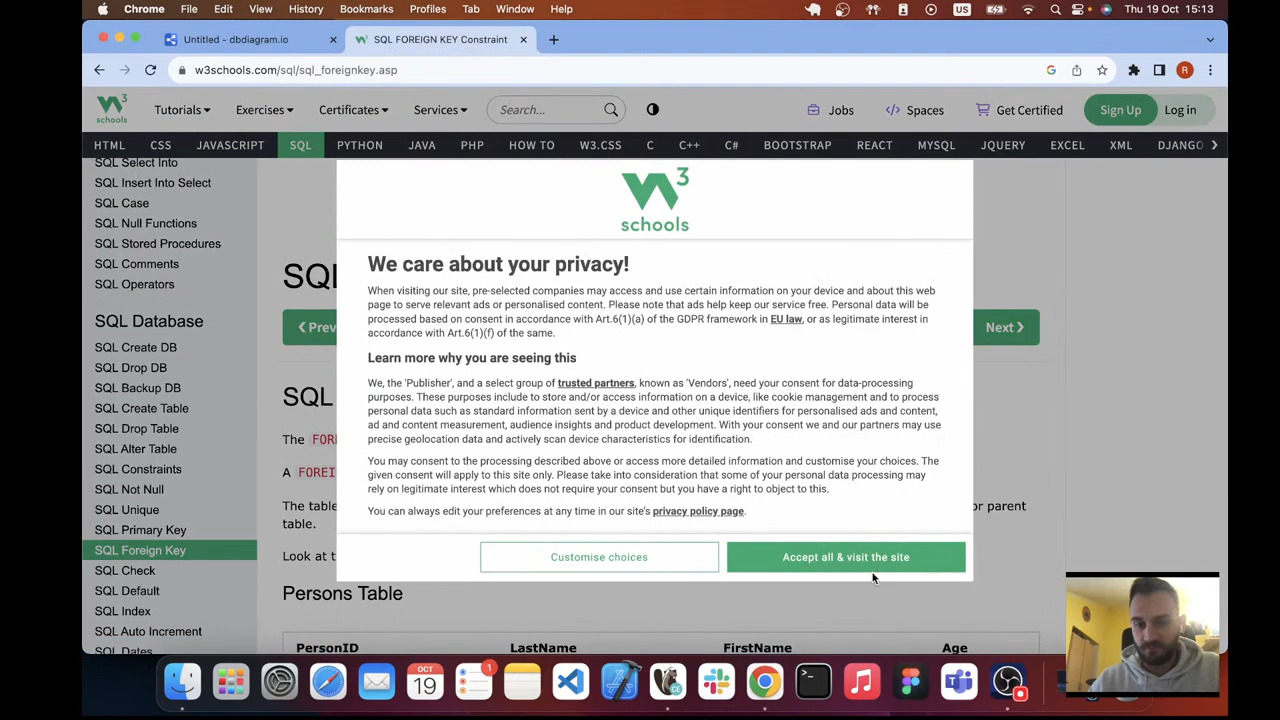 Chrome File Edit View History Bookmarks Profiles Tab Window Help US Thu 19 Oct 15:13
Untitled - dbdiagram.io SQL FOREIGN KEY Constraint
w3schools.com/sql/sql_foreignkey.asp R
W3 schools Tutorials Exercises Certificates Services Search... Jobs Spaces Get Certified Sign Up Log in
HTML CSS JAVASCRIPT SQL PYTHON JAVA PHP HOW TO W3.CSS C C++ C# BOOTSTRAP REACT MYSQL JQUERY EXCEL XML DJANGO
SQL Select Into
SQL Insert Into Select
SQL Case
SQL Null Functions
SQL Stored Procedures
SQL Comments
SQL Operators
SQL Database
SQL Create DB
SQL Drop DB
SQL Backup DB
SQL Create Table
SQL Drop Table
SQL Alter Table
SQL Constraints
SQL Not Null
SQL Unique
SQL Primary Key
SQL Foreign Key
SQL Check
SQL Default
SQL Index
SQL Auto Increment
SQL Dates
SQL
❮ Prev
Next ❯
SQL
The FOR
A FOREI
The table
or parent
table.
Look at t
Persons Table
PersonID LastName FirstName Age
W3
schools
We care about your privacy!
When visiting our site, pre-selected companies may access and use certain information on your device and about this web
page to serve relevant ads or personalised content. Please note that ads help keep our service free. Personal data will be
processed based on consent in accordance with Art.6(1)(a) of the GDPR framework in EU law, or as legitimate interest in
accordance with Art.6(1)(f) of the same.
Learn more why you are seeing this
We, the 'Publisher', and a select group of trusted partners, known as 'Vendors', need your consent for data-processing
purposes. These purposes include to store and/or access information on a device, like cookie management and to process
personal data such as standard information sent by a device and other unique identifiers for personalised ads and content,
ad and content measurement, audience insights and product development. With your consent we and our partners may use
precise geolocation data and actively scan device characteristics for identification.
You may consent to the processing described above or access more detailed information and customise your choices. The
given consent will apply to this site only. Please take into consideration that some of your personal data processing may
rely on legitimate interest which does not require your consent but you have a right to object to this.
You can always edit your preferences at any time in our site's privacy policy page.
Customise choices Accept all & visit the site
OCT
19
1